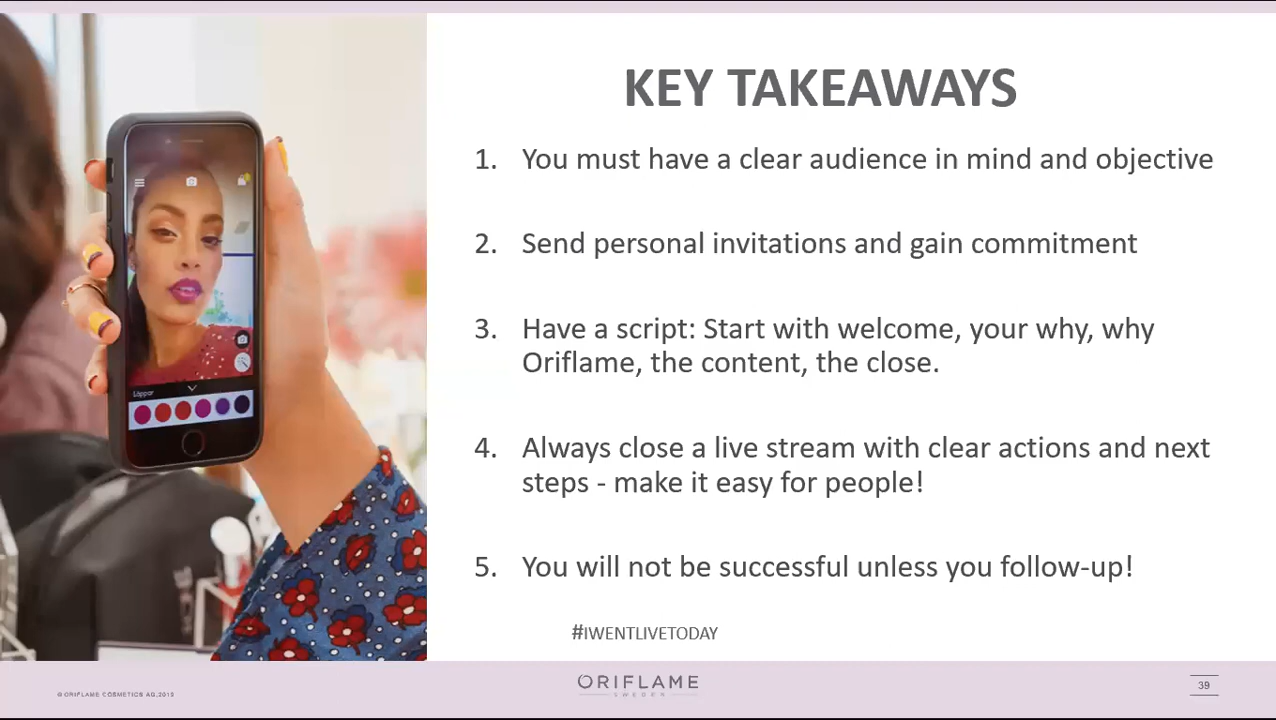 KEY TAKEAWAYS
1. You must have a clear audience in mind and objective
2. Send personal invitations and gain commitment
3. Have a script: Start with welcome, your why, why
Oriflame, the content, the close.
4. Always close a live stream with clear actions and next
steps - make it easy for people!
5. You will not be successful unless you follow-up!
#IWENTLIVETODAY
Läppar
© ORIFLAME COSMETICS AG, 2015
ORIFLAME
SWEDEN
39